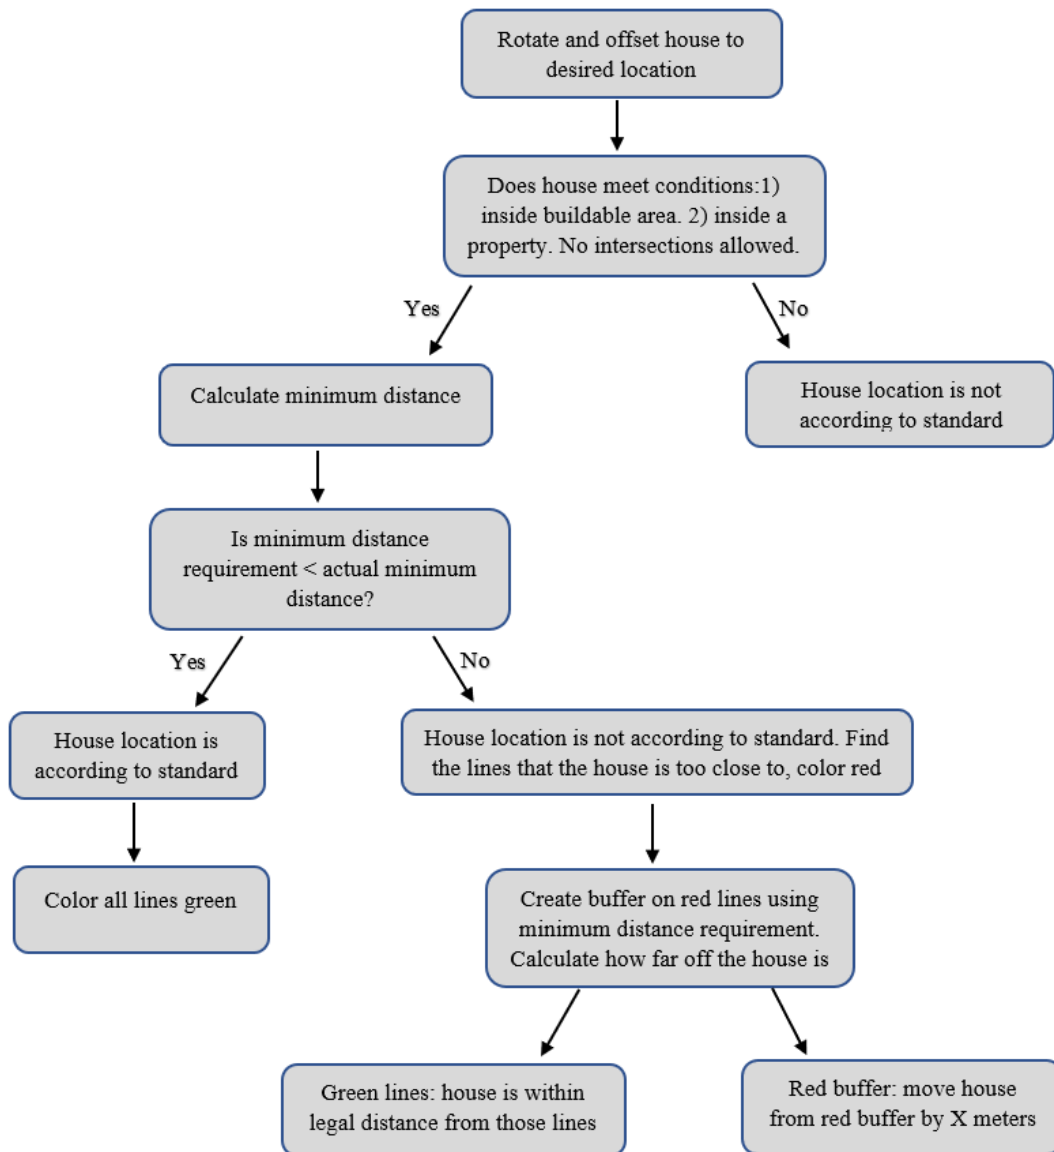 Rotate and offset house to
desired location
Does house meet conditions:1)
inside buildable area. 2) inside a
property. No intersections allowed.
Yes
No
Calculate minimum distance
House location is not
according to standard
Is minimum distance
requirement < actual minimum
distance?
Yes
No
House location is
according to standard
House location is not according to standard. Find
the lines that the house is too close to, color red
Color all lines green
Create buffer on red lines using
minimum distance requirement.
Calculate how far off the house is
Green lines: house is within
legal distance from those lines
Red buffer: move house
from red buffer by X meters